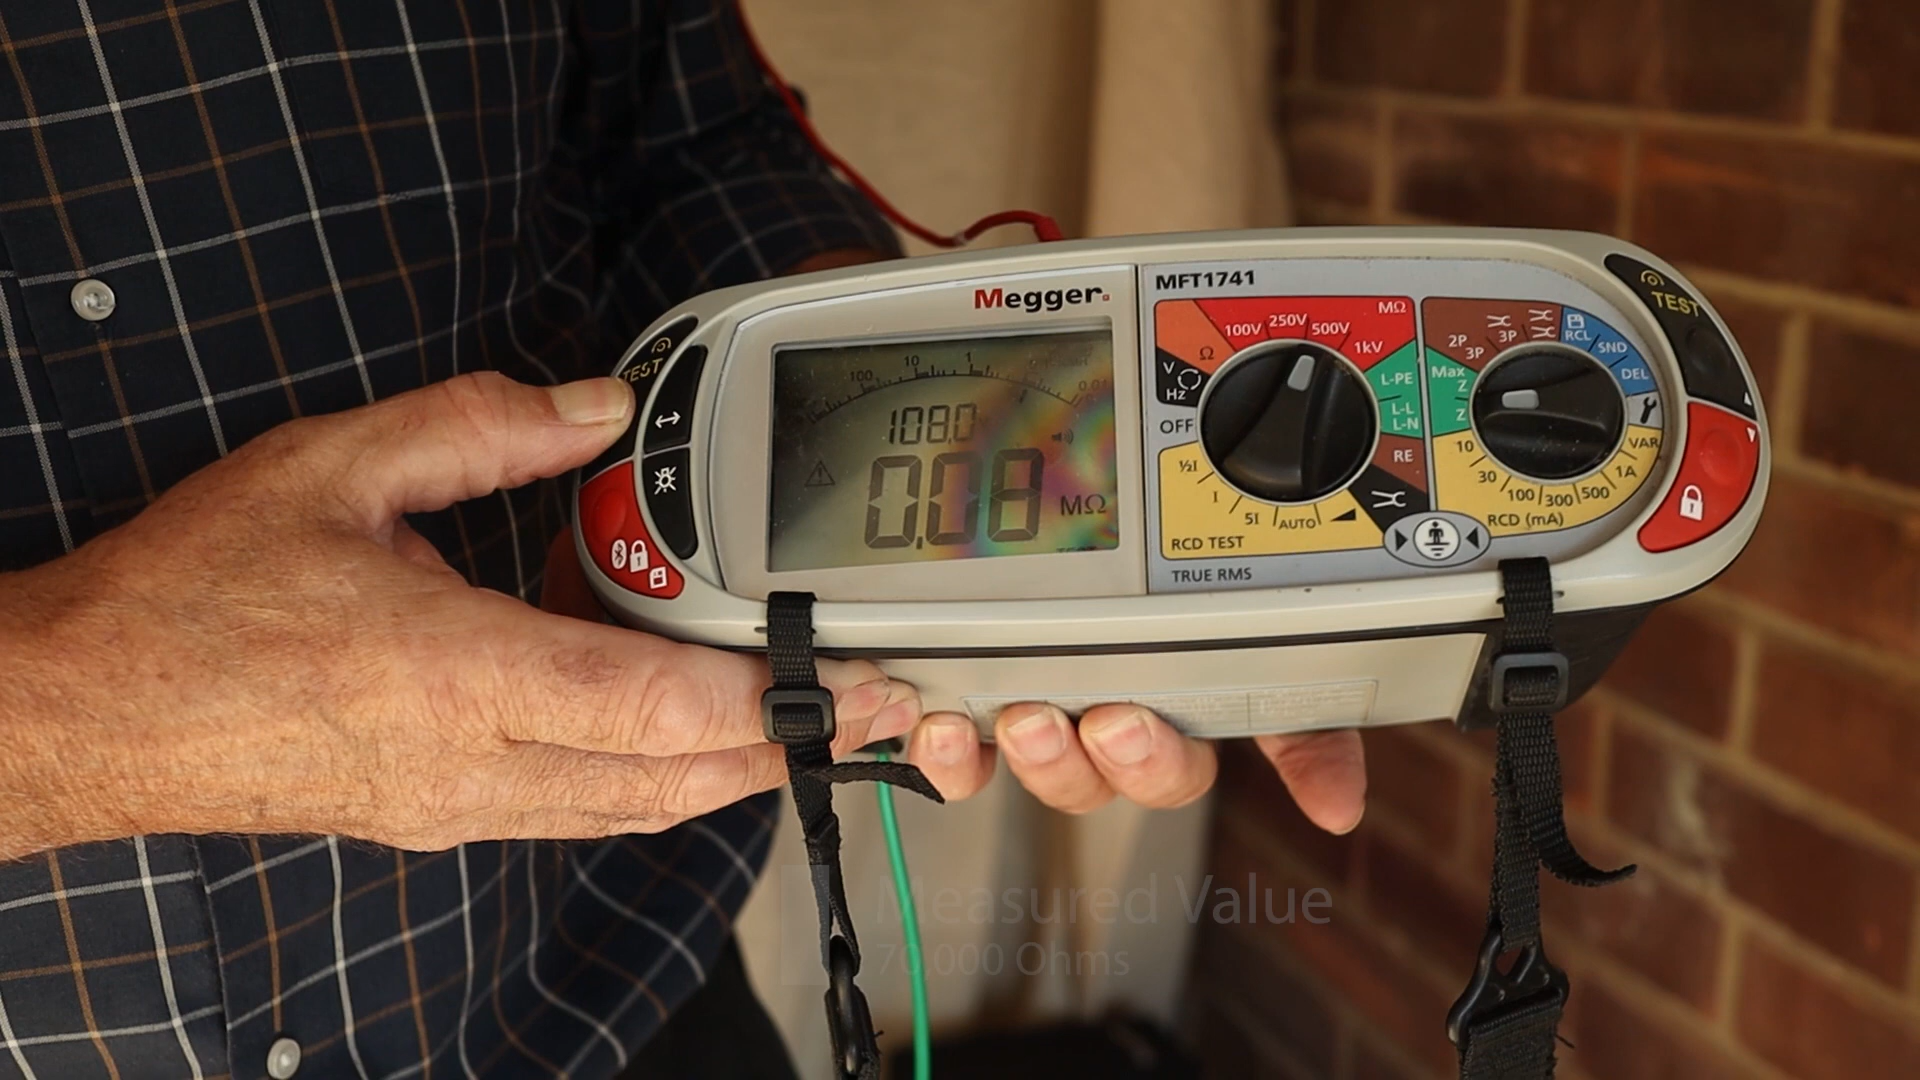 Megger.
MFT1741
TEST
TEST
100 10 1 0.01
108.0
0.08 MΩ
100V 250V 500V 1kV MΩ
Ω
V
Hz
OFF
L-PE
L-L
L-N
RE
½I I 5I AUTO
RCD TEST
2P
3P
3P
RCL
SND
DEL
Max
Z
Z
10 30 100 300 500 1A VAR
RCD (mA)
TRUE RMS
Measured Value
70,000 Ohms